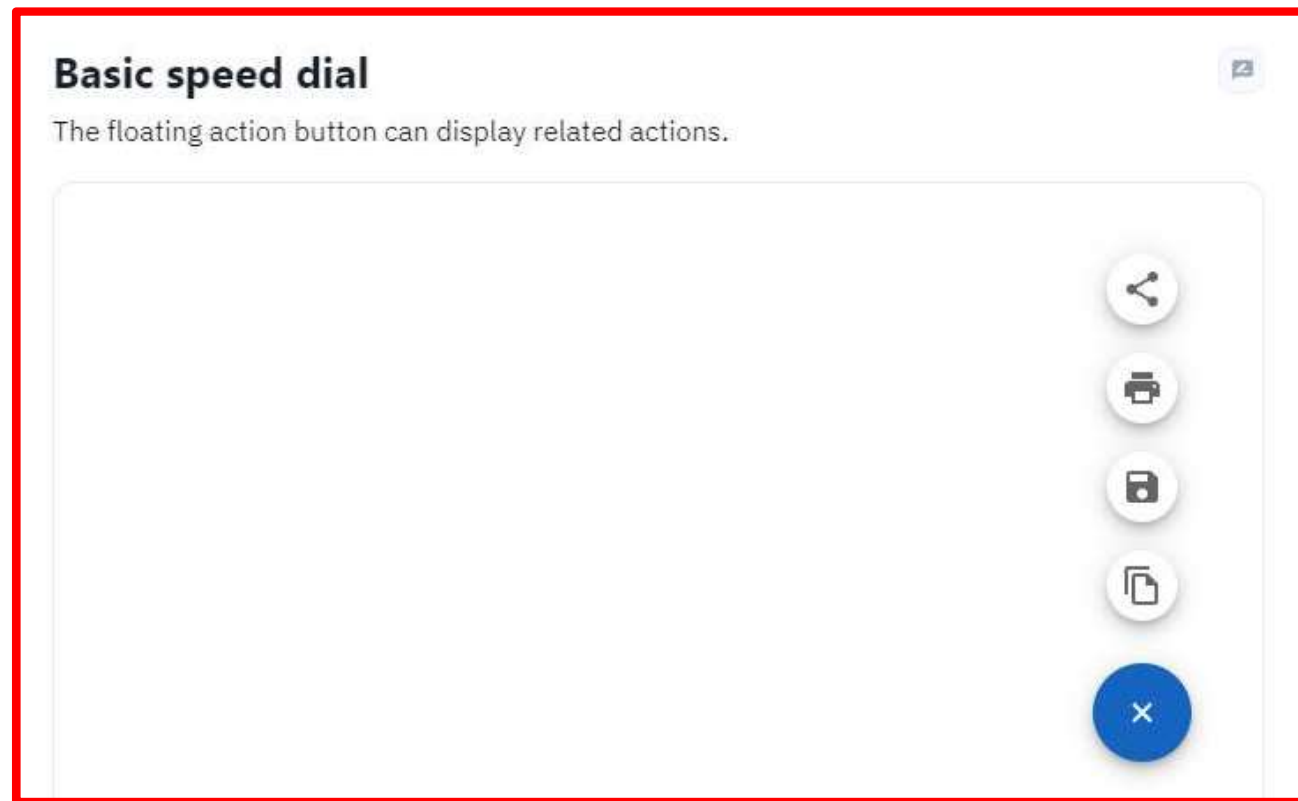 Basic speed dial
The floating action button can display related actions.